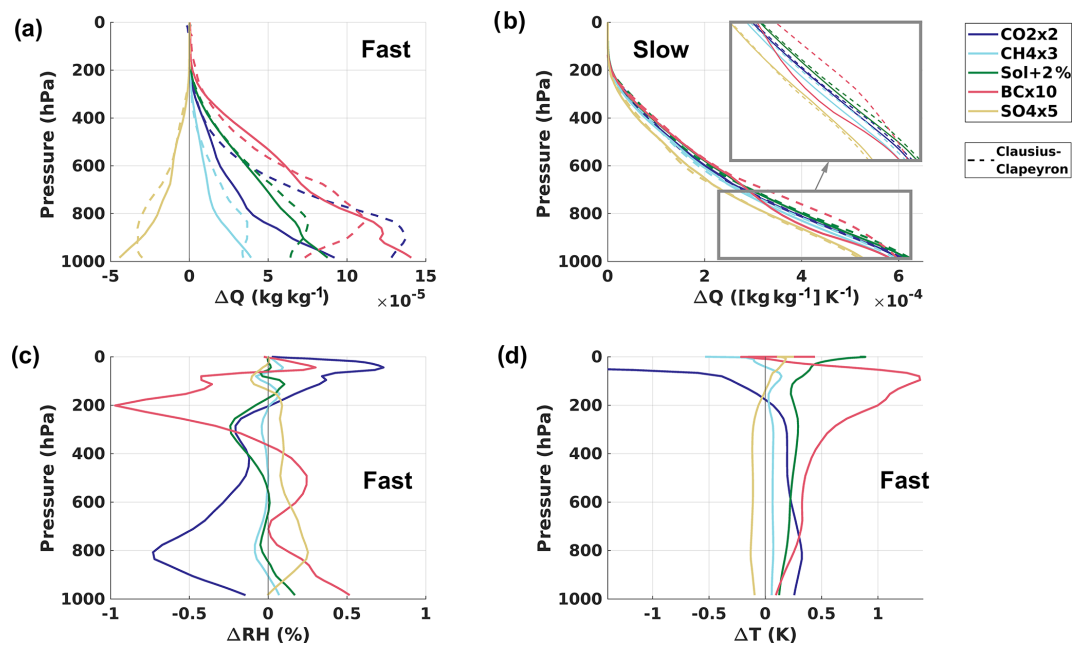 (a)
Fast
0
200
400
600
800
1000
Pressure (hPa)
-5
0
5
10
15
ΔQ (kg kg⁻¹)
×10⁻⁵
(b)
Slow
0
200
400
600
800
1000
Pressure (hPa)
0
2
4
6
ΔQ ([kg kg⁻¹] K⁻¹)
×10⁻⁴
CO2x2
CH4x3
Sol+2%
BCx10
SO4x5
Clausius-
Clapeyron
(c)
Fast
0
200
400
600
800
1000
Pressure (hPa)
-1
-0.5
0
0.5
1
ΔRH (%)
(d)
Fast
0
200
400
600
800
1000
Pressure (hPa)
-1
0
0.5
1
ΔT (K)